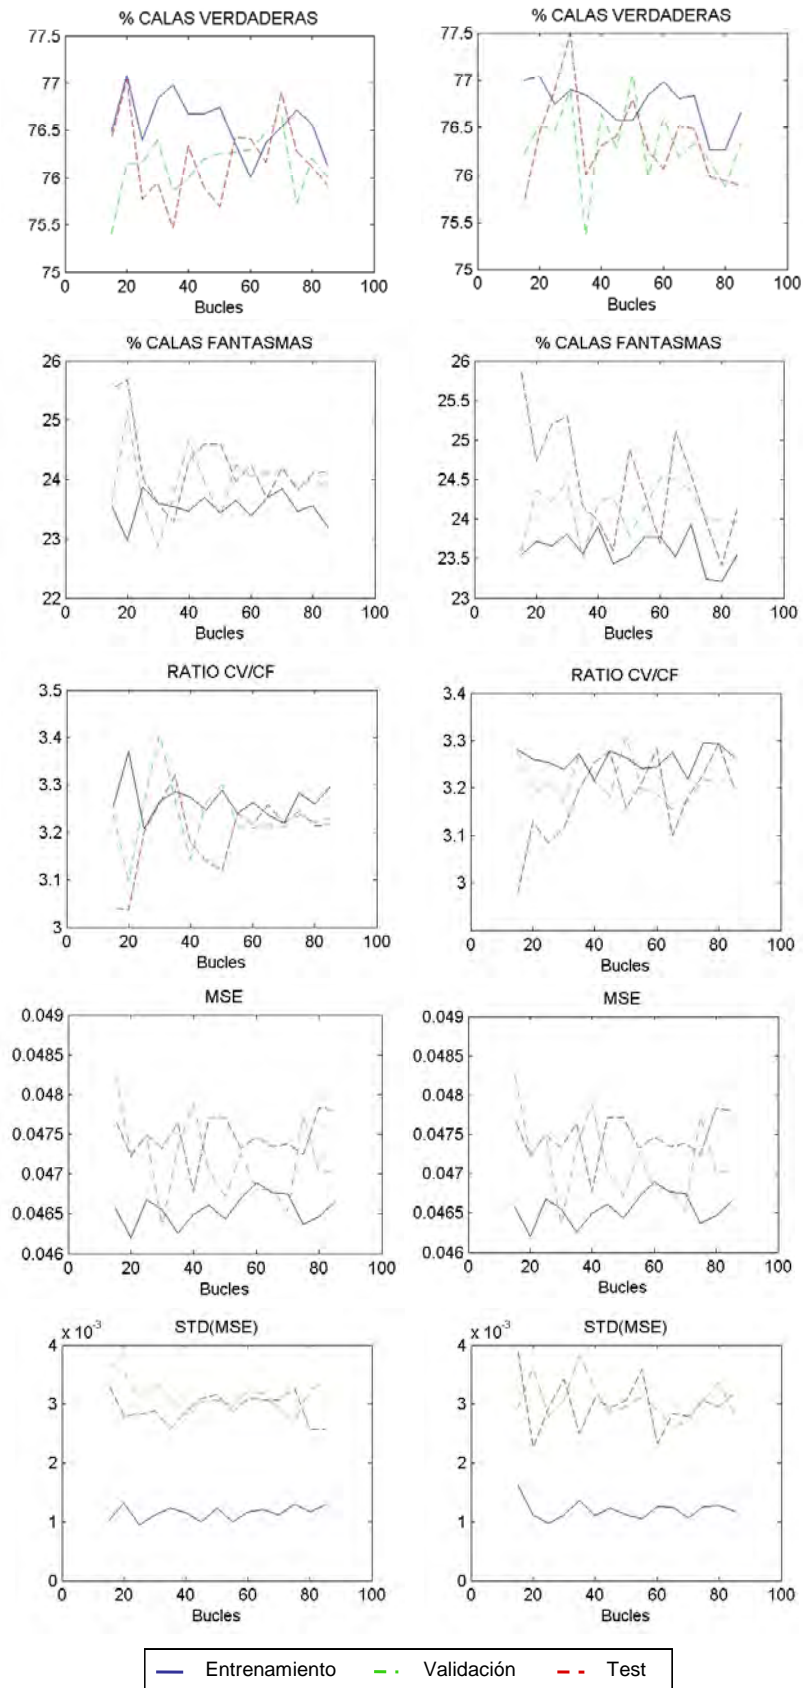 % CALAS VERDADERAS
77.5
77
76.5
76
75.5
75
0 20 40 60 80 100
Bucles
% CALAS VERDADERAS
77.5
77
76.5
76
75.5
75
0 20 40 60 80 100
Bucles
% CALAS FANTASMAS
26
25
24
23
22
0 20 40 60 80 100
Bucles
% CALAS FANTASMAS
26
25.5
25
24.5
24
23.5
23
0 20 40 60 80 100
Bucles
RATIO CV/CF
3.5
3.4
3.3
3.2
3.1
3
0 20 40 60 80 100
Bucles
RATIO CV/CF
3.4
3.3
3.2
3.1
3
0 20 40 60 80 100
Bucles
MSE
0.049
0.0485
0.048
0.0475
0.047
0.0465
0.046
0 20 40 60 80 100
Bucles
MSE
0.049
0.0485
0.048
0.0475
0.047
0.0465
0.046
0 20 40 60 80 100
Bucles
x 10⁻³
STD(MSE)
4
3
2
1
0
0 20 40 60 80 100
Bucles
x 10⁻³
STD(MSE)
4
3
2
1
0
0 20 40 60 80 100
Bucles
Entrenamiento Validación Test